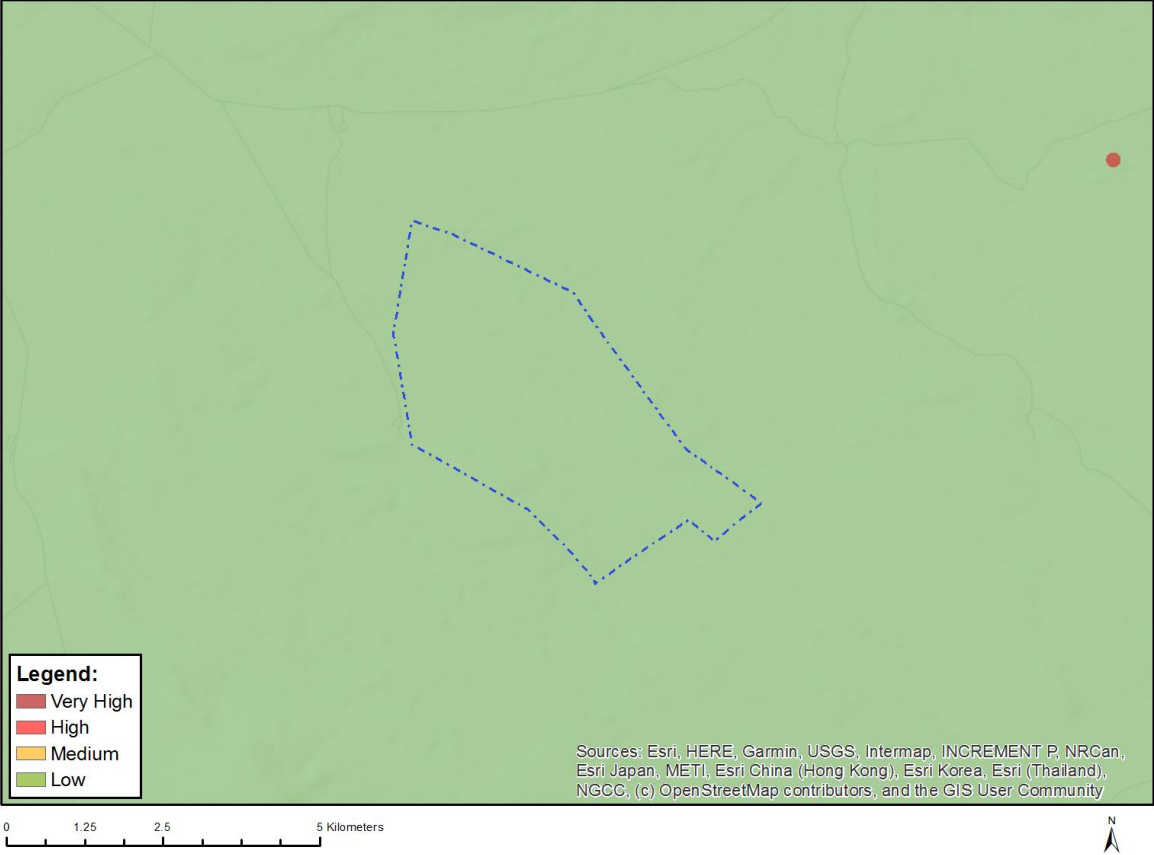 Legend:
Very High
High
Medium
Low
Sources: Esri, HERE, Garmin, USGS, Intermap, INCREMENT P, NRCan,
Esri Japan, METI, Esri China (Hong Kong), Esri Korea, Esri (Thailand),
NGCC, (c) OpenStreetMap contributors, and the GIS User Community
0 1.25 2.5 5 Kilometers
N